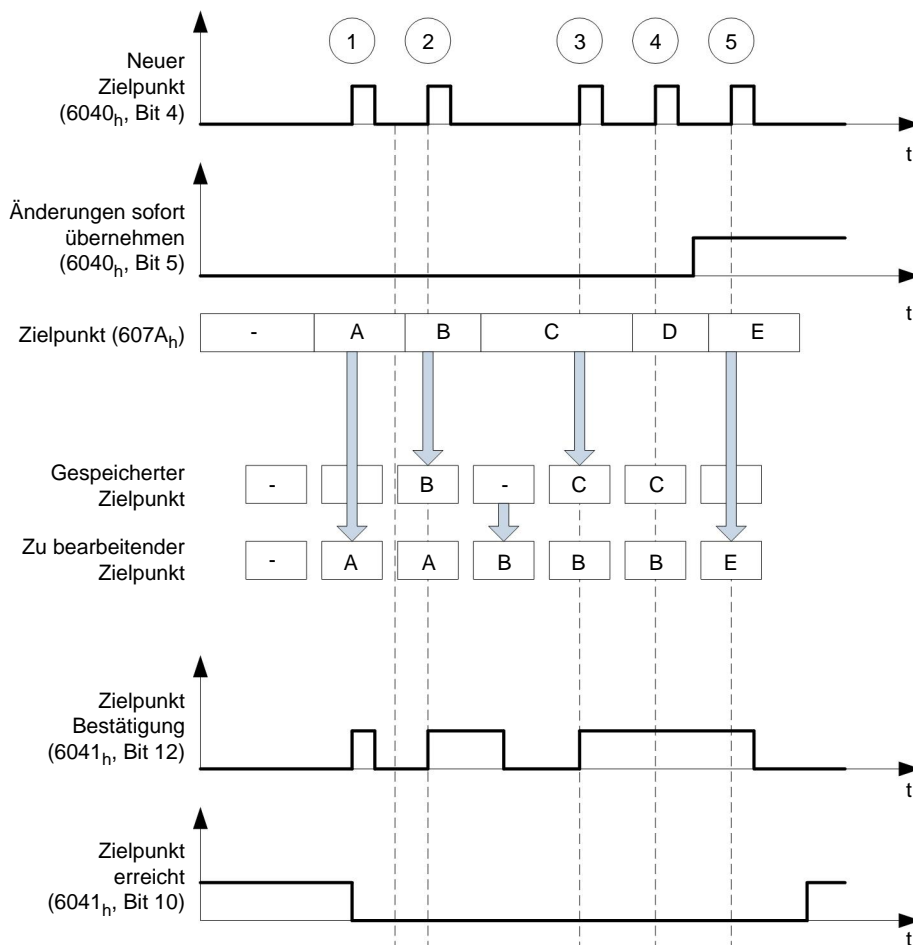 1 2 3 4 5
Neuer
Zielpunkt
(6040h, Bit 4)
t
Änderungen sofort
übernehmen
(6040h, Bit 5)
t
Zielpunkt (607Ah) - A B C D E
Gespeicherter
Zielpunkt
- B - C C
Zu bearbeitender
Zielpunkt
- A A B B B E
Zielpunkt
Bestätigung
(6041h, Bit 12)
t
Zielpunkt
erreicht
(6041h, Bit 10)
t